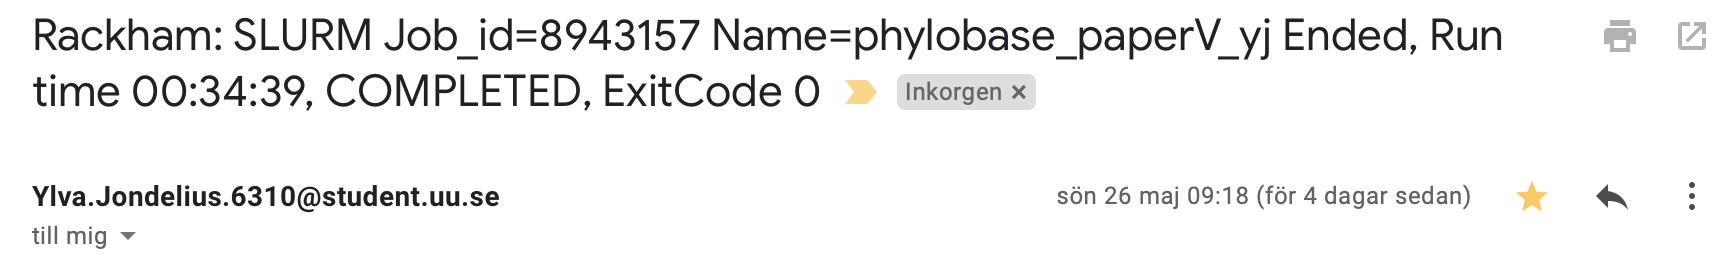 Rackham: SLURM Job_id=8943157 Name=phylobase_paperV_yj Ended, Run
time 00:34:39, COMPLETED, ExitCode 0 Inkorgen ×
Ylva.Jondelius.6310@student.uu.se sön 26 maj 09:18 (för 4 dagar sedan)
till mig